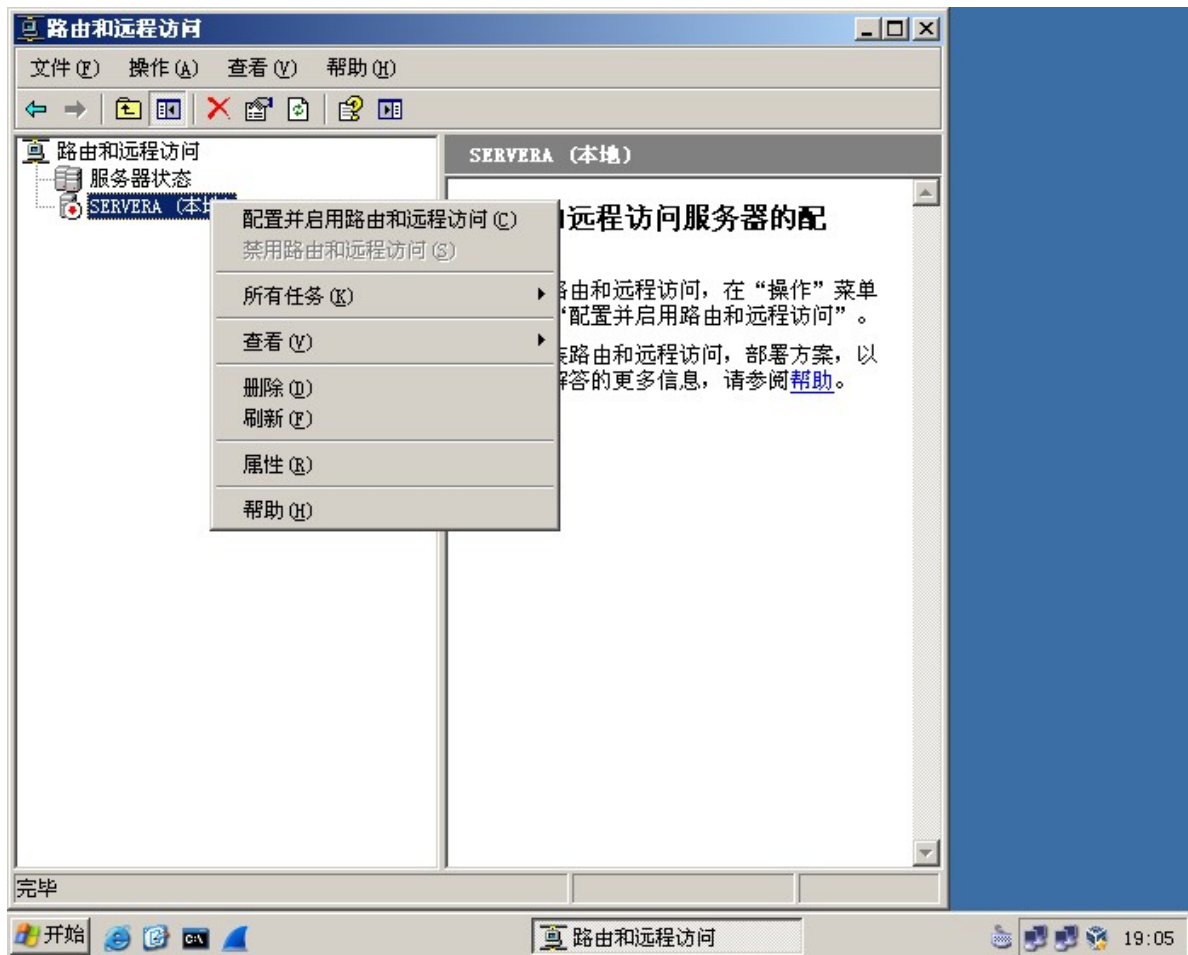 路由和远程访问
文件(F) 操作(A) 查看(V) 帮助(H)
路由和远程访问
服务器状态
SERVERA (本
SERVERA (本地)
配置并启用路由和远程访问(C)
禁用路由和远程访问(S)
所有任务(K)
查看(V)
删除(D)
刷新(F)
属性(R)
帮助(H)
远程访问服务器的配
由和远程访问，在“操作”菜单
“配置并启用路由和远程访问”。
路由和远程访问，部署方案，以
答的更多信息，请参阅帮助。
完毕
开始
C:\
路由和远程访问
19:05